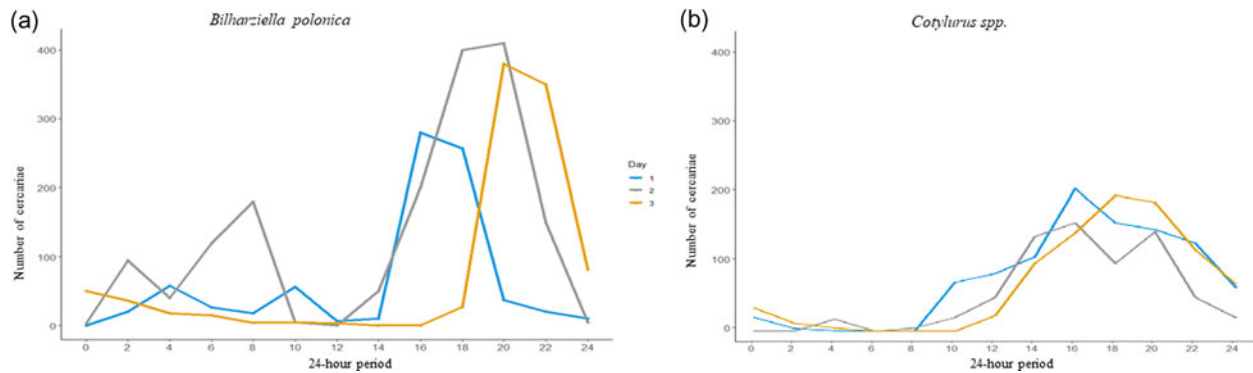 (a)
Bilharziella polonica
400
300
200
100
0
Number of cercariae
0 2 4 6 8 10 12 14 16 18 20 22 24
24-hour period
Day
1
2
3
(b)
Cotylurus spp.
400
300
200
100
0
Number of cercariae
0 2 4 6 8 10 12 14 16 18 20 22 24
24-hour period